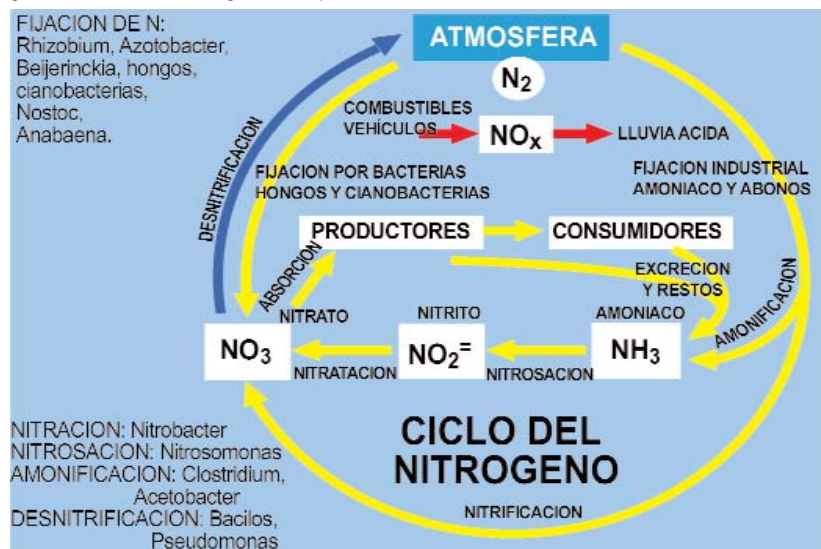 FIJACION DE N:
Rhizobium, Azotobacter,
Beijerinckia, hongos,
cianobacterias,
Nostoc,
Anabaena.
ATMOSFERA
N₂
COMBUSTIBLES
VEHÍCULOS
NOₓ
LLUVIA ACIDA
DESNITRIFICACION
FIJACION POR BACTERIAS
HONGOS Y CIANOBACTERIAS
FIJACION INDUSTRIAL
AMONIACO Y ABONOS
PRODUCTORES
CONSUMIDORES
ABSORCION
EXCRECION
Y RESTOS
AMONIFICACION
NITRATO
NITRITO
AMONIACO
NO₃
NO₂⁼
NH₃
NITRATACION
NITROSACION
CICLO DEL
NITROGENO
NITRIFICACION
NITRACION: Nitrobacter
NITROSACION: Nitrosomonas
AMONIFICACION: Clostridium,
Acetobacter
DESNITRIFICACION: Bacilos,
Pseudomonas